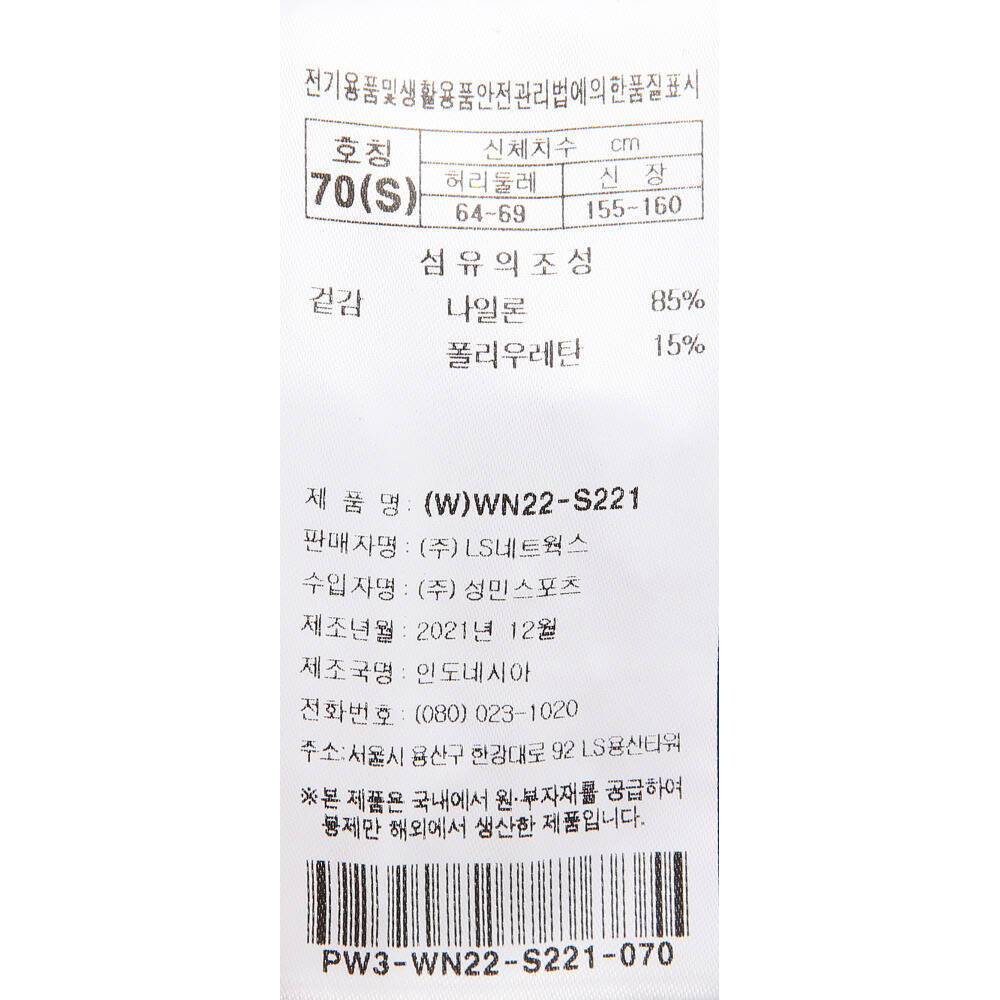 전기용품및생활용품안전관리법에의한품질표시
호칭 신체치수 cm
허리둘레 신 장
70(S) 64-69 155-160
섬 유 의 조 성
겉감 나일론 85%
폴리우레탄 15%
제 품 명: (W)WN22-S221
판매자명: (주) LS네트웍스
수입자명: (주) 성민스포츠
제조년월: 2021년 12월
제조국명: 인도네시아
전화번호: (080) 023-1020
주소:서울시 용산구 한강대로 92 LS용산타워
※본 제품은 국내에서 원·부자재를 공급하여
봉제만 해외에서 생산한 제품입니다.
PW3-WN22-S221-070